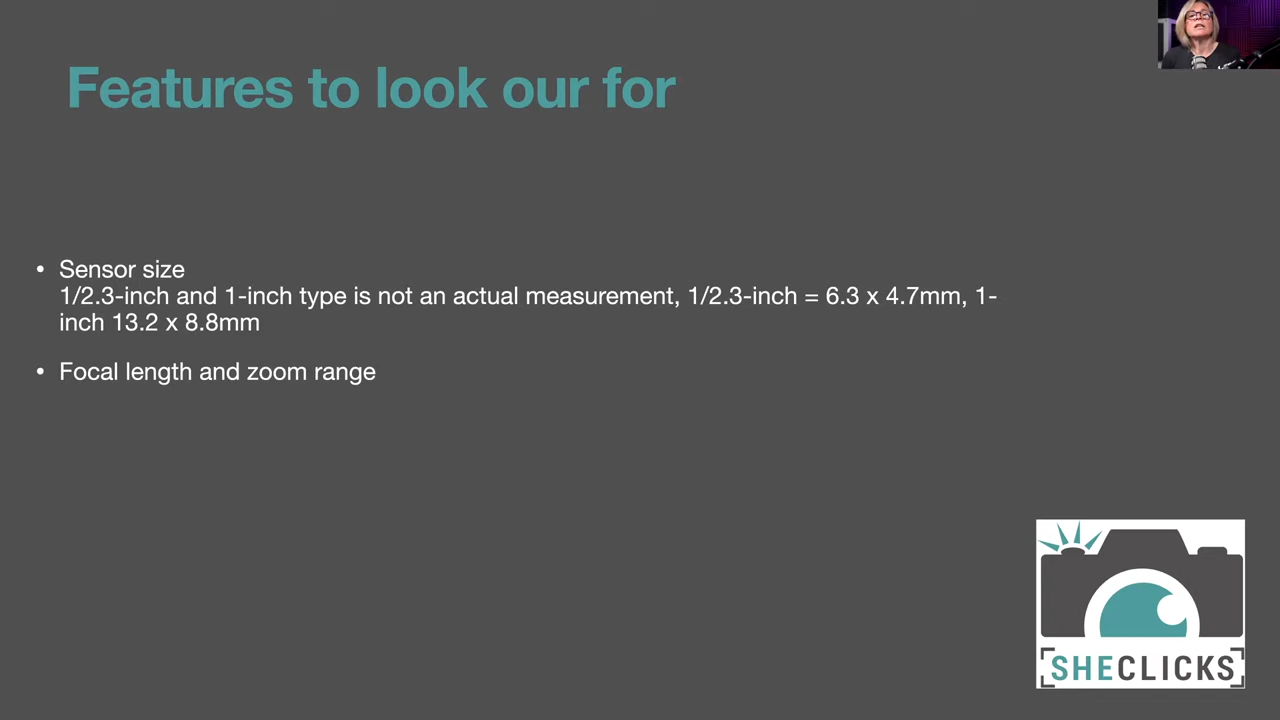 Features to look our for
• Sensor size
1/2.3-inch and 1-inch type is not an actual measurement, 1/2.3-inch = 6.3 x 4.7mm, 1-
inch 13.2 x 8.8mm
• Focal length and zoom range
SHECLICKS